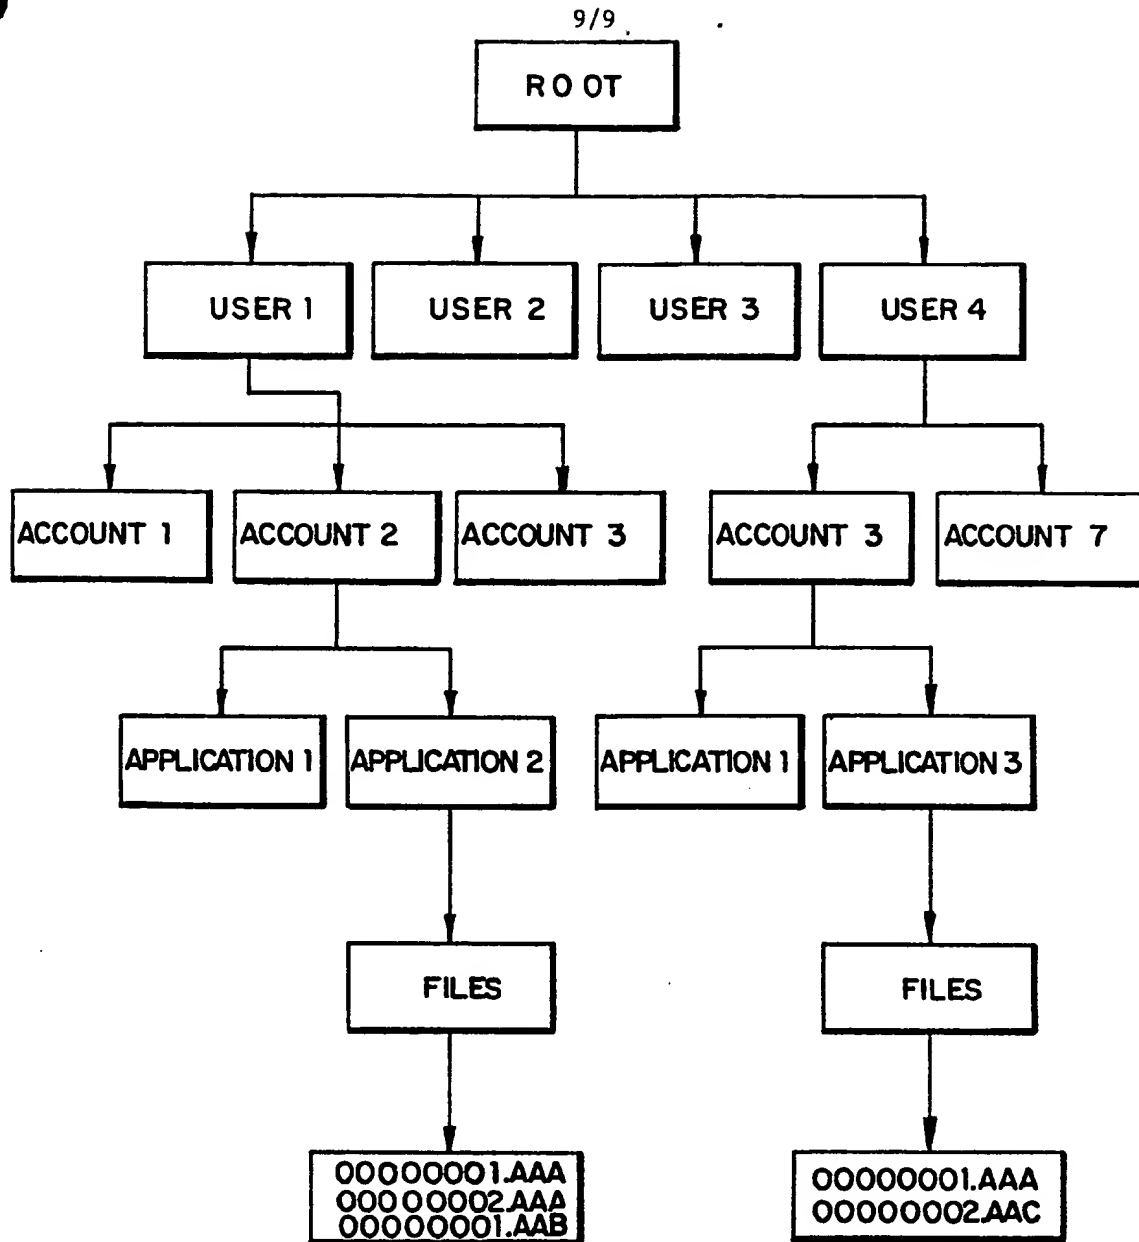 9/9
ROOT
USER 1
USER 2
USER 3
USER 4
ACCOUNT 1
ACCOUNT 2
ACCOUNT 3
ACCOUNT 3
ACCOUNT 7
APPLICATION 1
APPLICATION 2
APPLICATION 1
APPLICATION 3
FILES
FILES
00000001.AAA
00000002.AAA
00000001.AAB
00000001.AAA
00000002.AAC